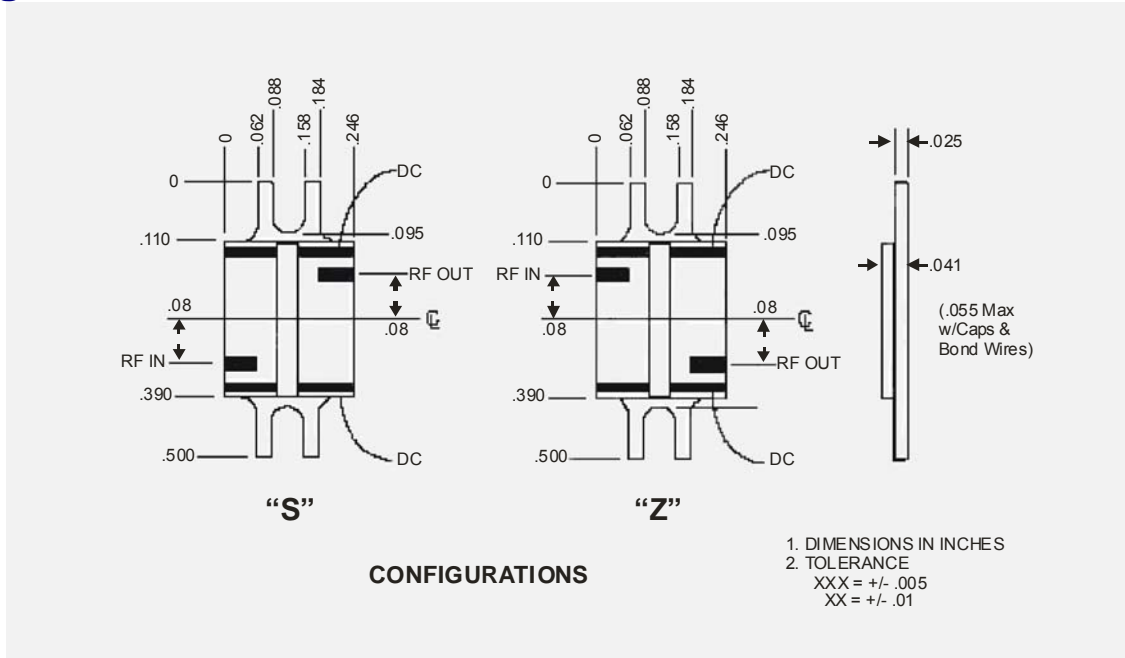 0
.062
.088
.158
.184
.246
0
DC
.110
.095
RF OUT
.08
.08
℄
RF IN
.390
.500
DC
“S”
0
.062
.088
.158
.184
.246
0
DC
.110
.095
RF IN
.08
.08
℄
RF OUT
.390
.500
DC
“Z”
.025
.041
(.055 Max
w/Caps &
Bond Wires)
CONFIGURATIONS
1. DIMENSIONS IN INCHES
2. TOLERANCE
XXX = +/- .005
XX = +/- .01